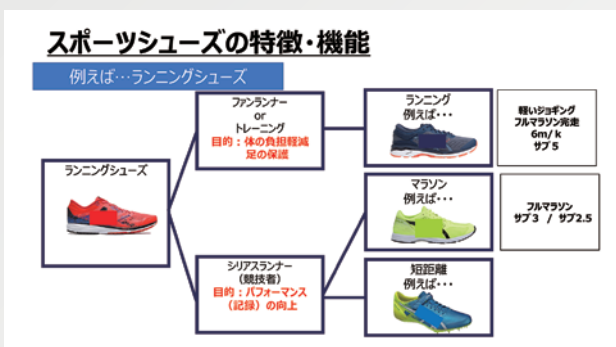 スポーツシューズの特徴・機能
例えば…ランニングシューズ
ランニングシューズ
ファンランナー
or
トレーニング
目的：体の負担軽減
足の保護
シリアスランナー
(競技者)
目的：パフォーマンス
(記録)の向上
ランニング
例えば…
軽いジョギング
フルマラソン完走
6m/k
サブ5
マラソン
例えば…
フルマラソン
サブ3 / サブ2.5
短距離
例えば…